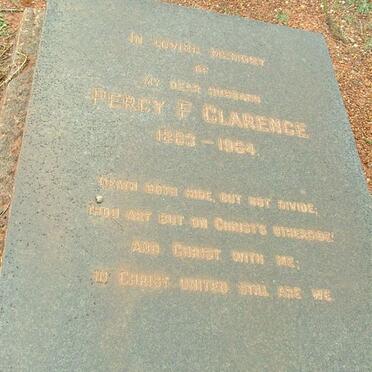 In Loving Memory
of
My Dear Husband
Percy F. Clarence
1883 – 1964
Death doth hide, but not divide;
Thou art but on Christ's otherside;
And Christ with me;
In Christ united still are we